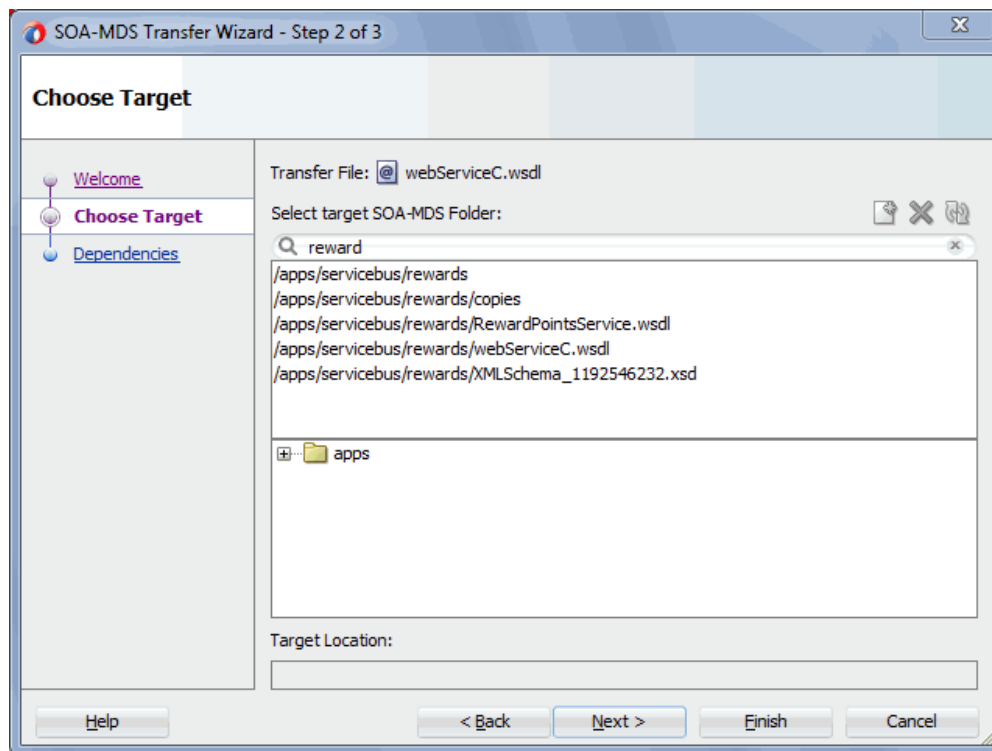 SOA-MDS Transfer Wizard - Step 2 of 3
Choose Target
Welcome
Choose Target
Dependencies
Transfer File: webServiceC.wsdl
Select target SOA-MDS Folder:
reward
/apps/servicebus/rewards
/apps/servicebus/rewards/copies
/apps/servicebus/rewards/RewardPointsService.wsdl
/apps/servicebus/rewards/webServiceC.wsdl
/apps/servicebus/rewards/XMLSchema_1192546232.xsd
apps
Target Location:
Help < Back Next > Finish Cancel